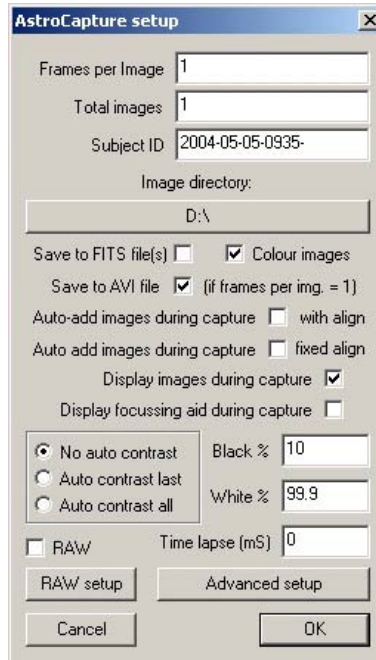 AstroCapture setup
Frames per Image 1
Total images 1
Subject ID 2004-05-05-0935-
Image directory:
D:\
Save to FITS file(s) Colour images
Save to AVI file (if frames per img. = 1)
Auto-add images during capture with align
Auto add images during capture fixed align
Display images during capture
Display focussing aid during capture
No auto contrast Black % 10
Auto contrast last
White % 99.9
Auto contrast all
RAW Time lapse (mS) 0
RAW setup Advanced setup
Cancel OK